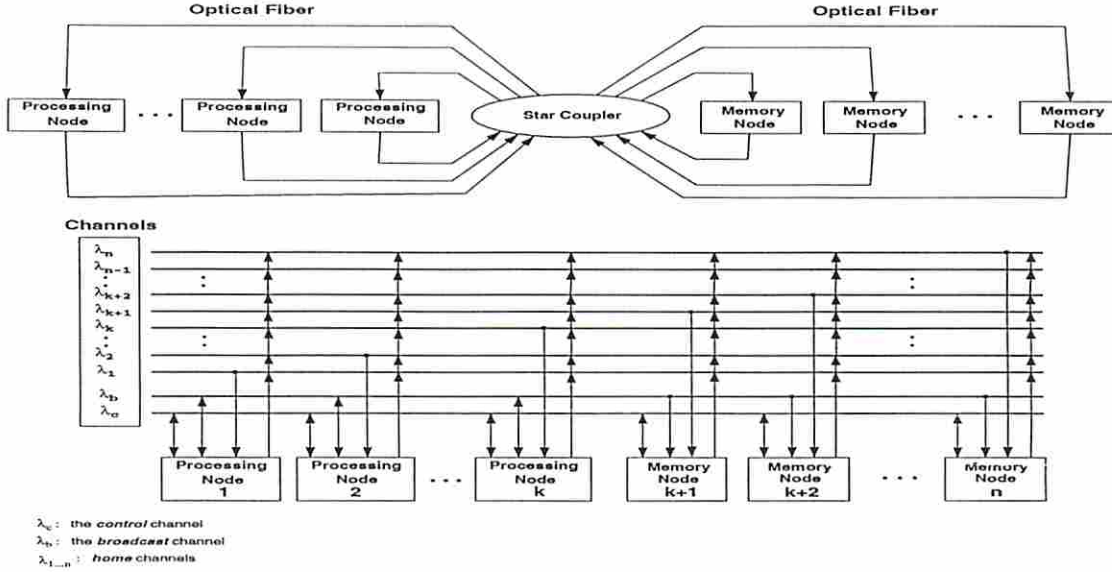 Optical Fiber Optical Fiber
Processing Node ... Processing Node Processing Node Star Coupler Memory Node Memory Node ... Memory Node
Channels
λn
λn-1
:
λk+2
λk+1
λk
:
λ2
λ1
λb
λc
Processing Node 1 Processing Node 2 ... Processing Node k Memory Node k+1 Memory Node k+2 ... Memory Node n
λc : the control channel
λb : the broadcast channel
λ1...n : home channels